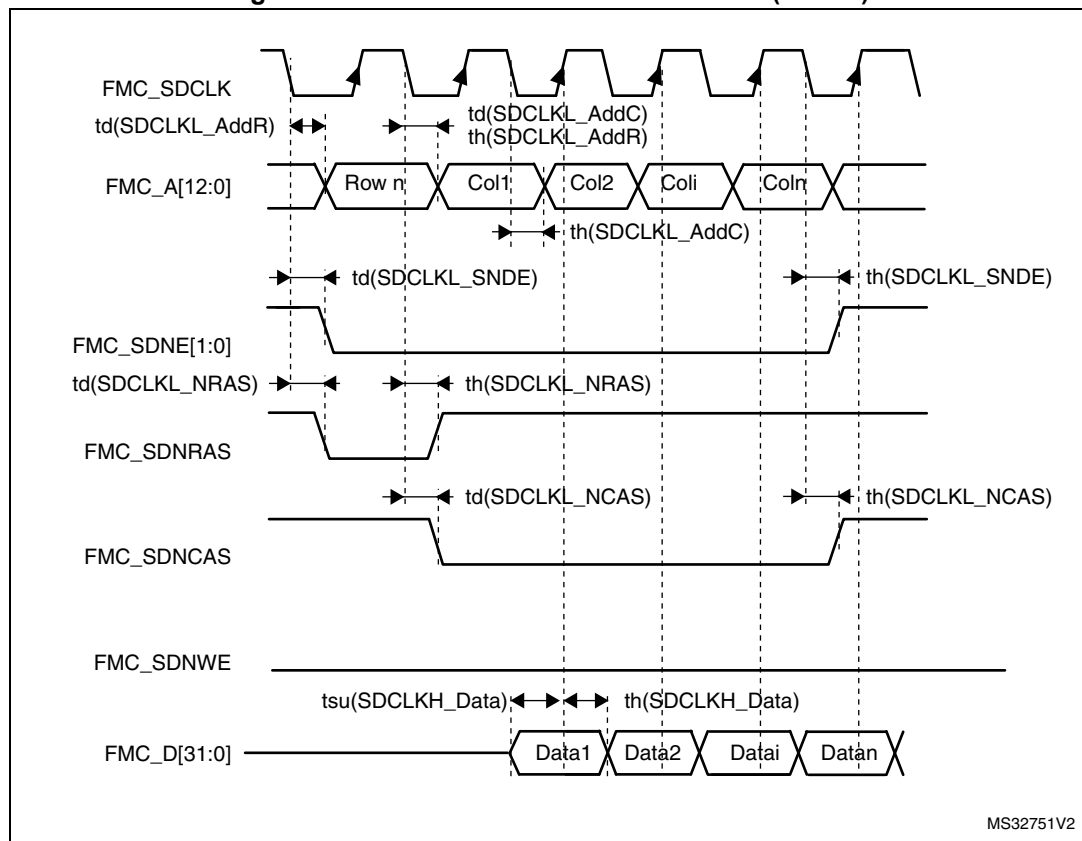 FMC_SDCLK
td(SDCLKL_AddR)
td(SDCLKL_AddC)
th(SDCLKL_AddR)
FMC_A[12:0]
Row n
Col1
Col2
Coli
Coln
th(SDCLKL_AddC)
td(SDCLKL_SNDE)
th(SDCLKL_SNDE)
FMC_SDNE[1:0]
td(SDCLKL_NRAS)
th(SDCLKL_NRAS)
FMC_SDNRAS
td(SDCLKL_NCAS)
th(SDCLKL_NCAS)
FMC_SDNCAS
FMC_SDNWE
tsu(SDCLKH_Data)
th(SDCLKH_Data)
FMC_D[31:0]
Data1
Data2
Datai
Datan
MS32751V2